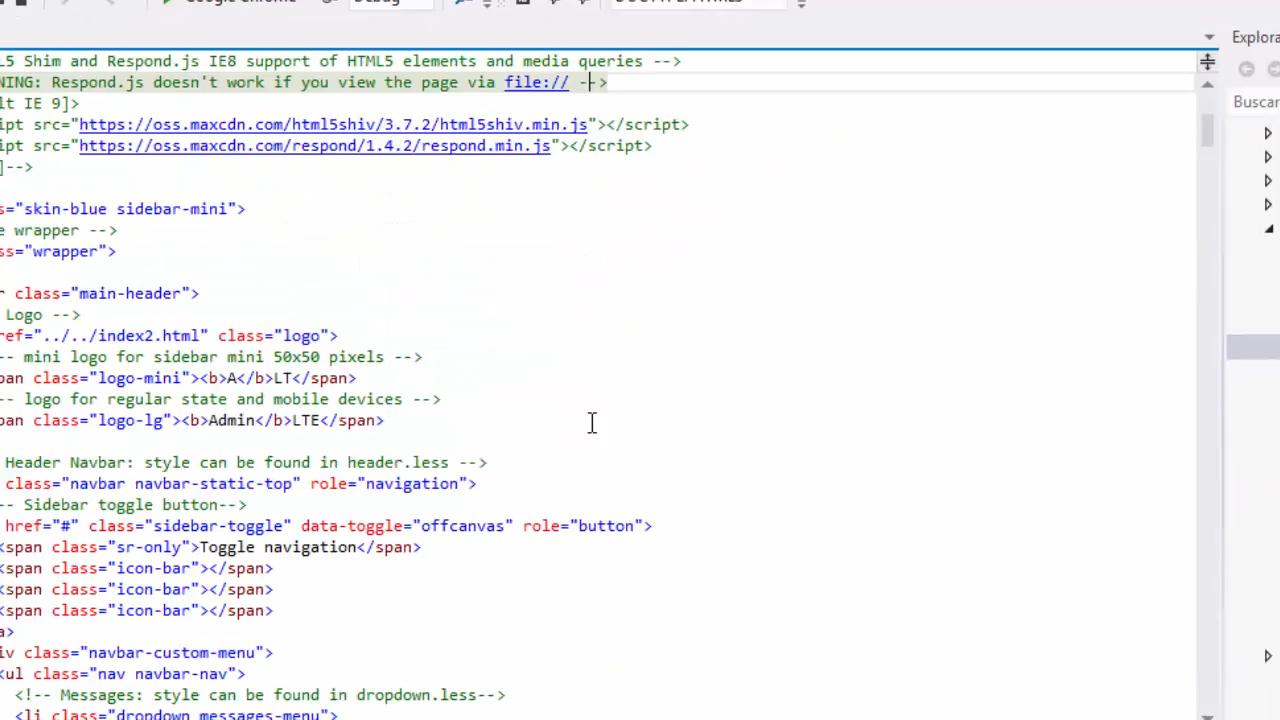 Explora
L5 Shim and Respond.js IE8 support of HTML5 elements and media queries -->
NING: Respond.js doesn't work if you view the page via file:// -->
lt IE 9]>
Buscar
ipt src="https://oss.maxcdn.com/html5shiv/3.7.2/html5shiv.min.js"></script>
ipt src="https://oss.maxcdn.com/respond/1.4.2/respond.min.js"></script>
]-->
s="skin-blue sidebar-mini">
e wrapper -->
ss="wrapper">
r class="main-header">
Logo -->
ref="../../index2.html" class="logo">
-- mini logo for sidebar mini 50x50 pixels -->
pan class="logo-mini"><b>A</b>LT</span>
-- logo for regular state and mobile devices -->
pan class="logo-lg"><b>Admin</b>LTE</span>
Header Navbar: style can be found in header.less -->
class="navbar navbar-static-top" role="navigation">
-- Sidebar toggle button-->
href="#" class="sidebar-toggle" data-toggle="offcanvas" role="button">
<span class="sr-only">Toggle navigation</span>
<span class="icon-bar"></span>
<span class="icon-bar"></span>
<span class="icon-bar"></span>
a>
iv class="navbar-custom-menu">
<ul class="nav navbar-nav">
<!-- Messages: style can be found in dropdown.less-->
<li class="dropdown messages-menu">